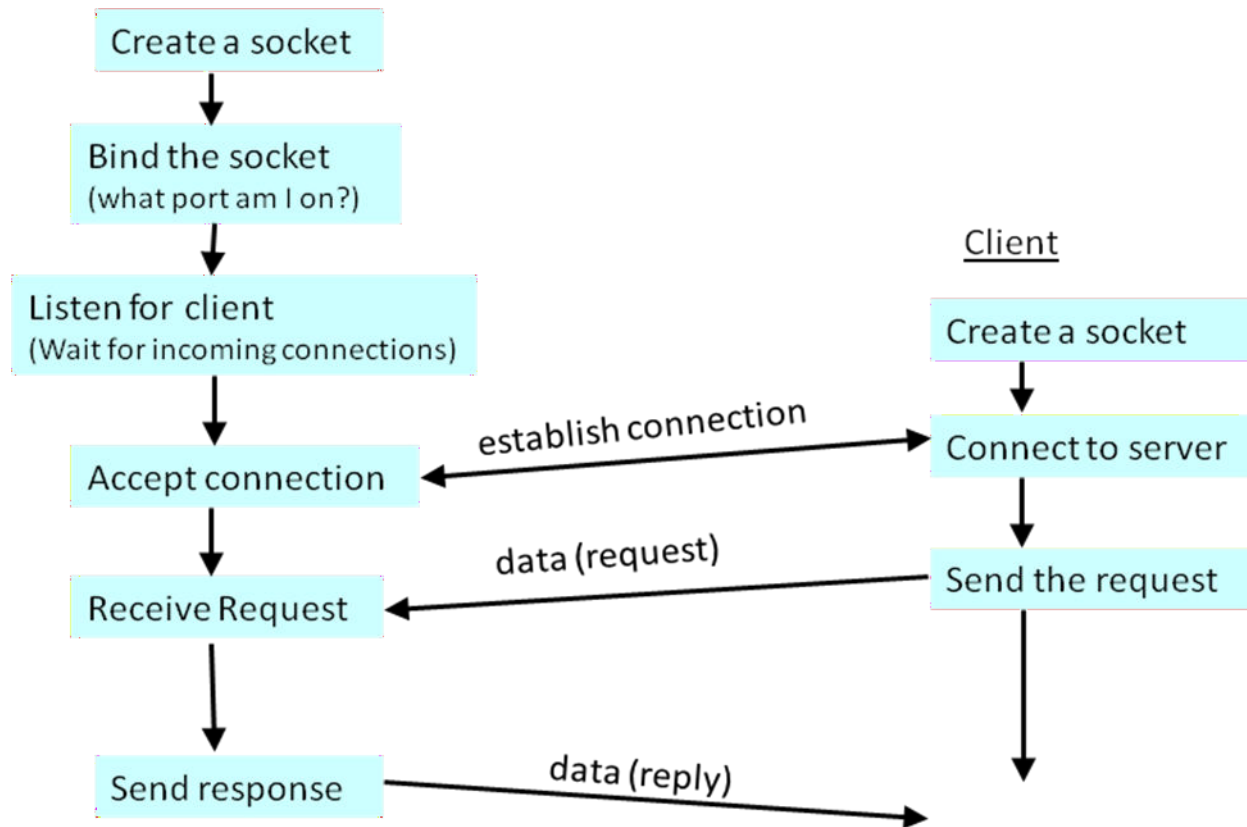 Create a socket
Bind the socket
(what port am I on?)
Client
Listen for client
(Wait for incoming connections)
Create a socket
establish connection
Connect to server
Accept connection
data (request)
Send the request
Receive Request
data (reply)
Send response